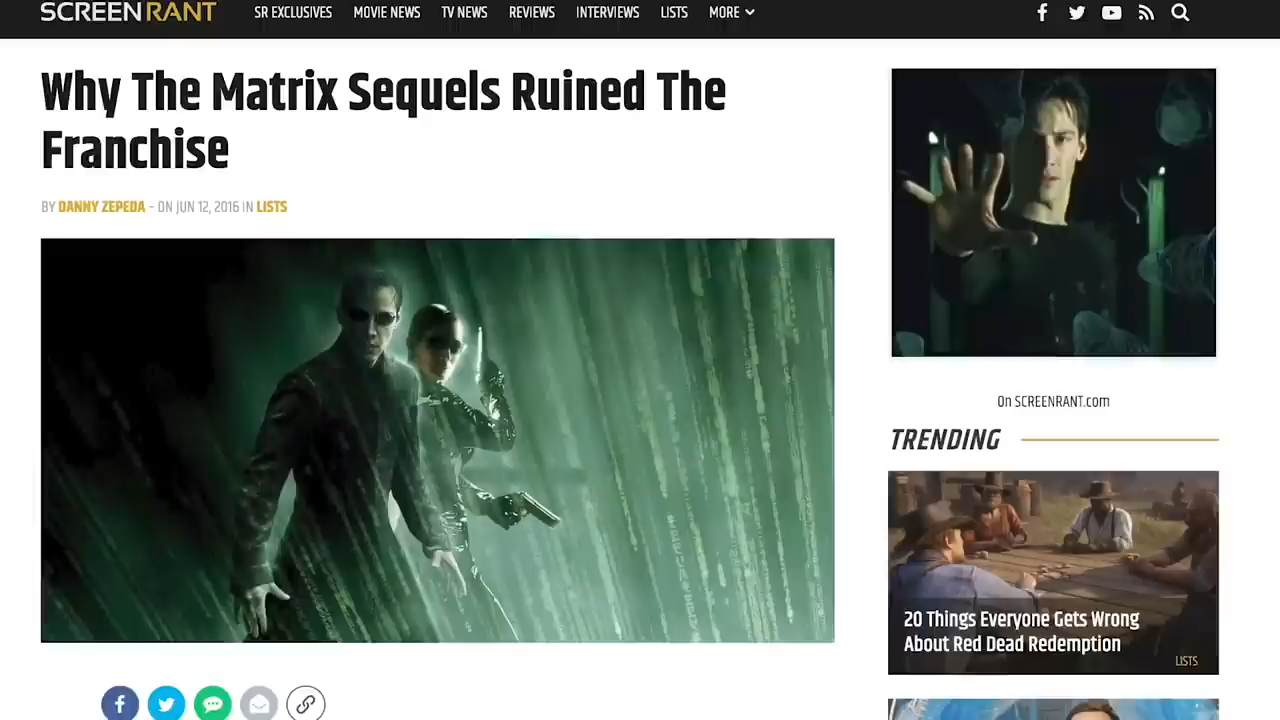 SCREENRANT
SR EXCLUSIVES MOVIE NEWS TV NEWS REVIEWS INTERVIEWS LISTS MORE
Why The Matrix Sequels Ruined The
Franchise
BY DANNY ZEPEDA – ON JUN 12, 2016 IN LISTS
On SCREENRANT.com
TRENDING
20 Things Everyone Gets Wrong
About Red Dead Redemption
LISTS